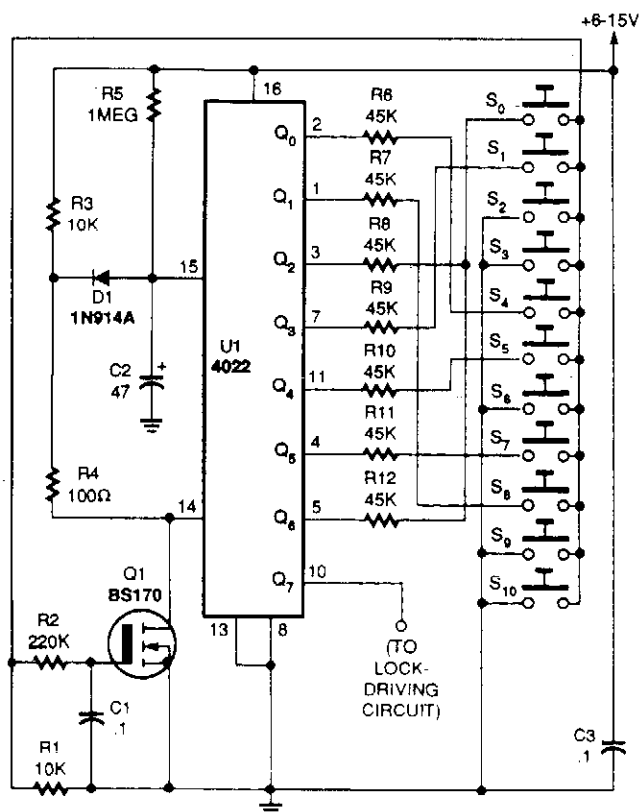 +6-15V
R5
1MEG
16
R6
45K
S0
Q0
2
R7
45K
S1
R3
10K
Q1
1
R8
45K
S2
15
Q2
3
R9
45K
S3
D1
1N914A
U1
4022
Q3
7
R10
45K
S4
C2
47
+
Q4
11
R11
45K
S5
S6
Q5
4
R12
45K
S7
R4
100Ω
14
Q6
5
S8
Q1
BS170
Q7
10
S9
S10
R2
220K
13
8
(TO
LOCK-
DRIVING
CIRCUIT)
C1
.1
C3
.1
R1
10K